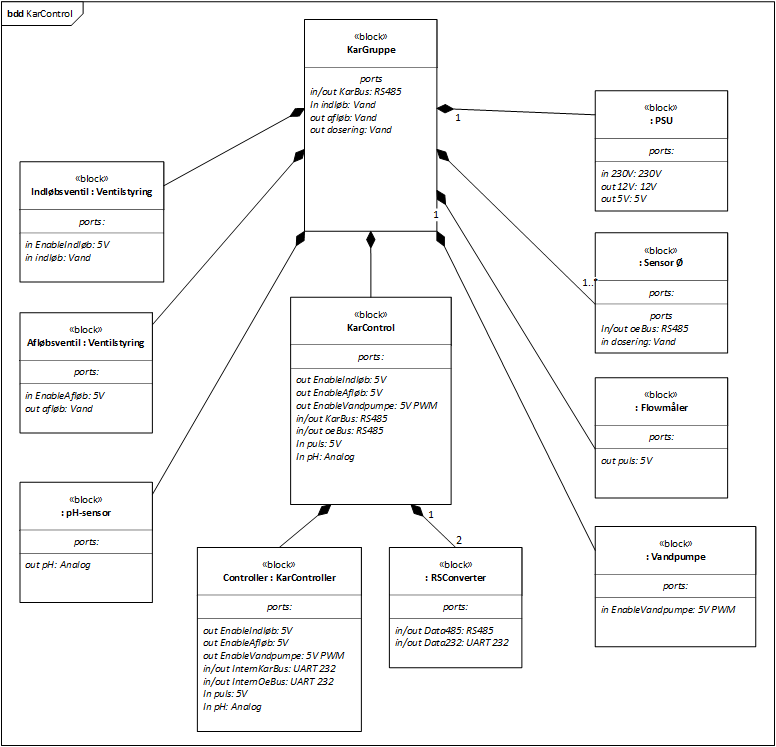 bdd KarControl
«block»
KarGruppe
ports
in/out KarBus: RS485
In indløb: Vand
out afløb: Vand
out dosering: Vand
1
«block»
: PSU
ports:
in 230V: 230V
out 12V: 12V
out 5V: 5V
«block»
Indløbsventil : Ventilstyring
ports:
in EnableIndløb: 5V
in indløb: Vand
1
«block»
: Sensor Ø
ports:
ports
In/out oeBus: RS485
in dosering: Vand
1..*
«block»
Afløbsventil : Ventilstyring
ports:
in EnableAfløb: 5V
out afløb: Vand
«block»
KarControl
ports:
out EnableIndløb: 5V
out EnableAfløb: 5V
out EnableVandpumpe: 5V PWM
in/out KarBus: RS485
in/out oeBus: RS485
In puls: 5V
In pH: Analog
«block»
: Flowmåler
ports:
out puls: 5V
«block»
: pH-sensor
ports:
out pH: Analog
1
2
«block»
: Vandpumpe
ports:
in EnableVandpumpe: 5V PWM
«block»
Controller : KarController
ports:
out EnableIndløb: 5V
out EnableAfløb: 5V
out EnableVandpumpe: 5V PWM
in/out InternKarBus: UART 232
in/out InternOeBus: UART 232
In puls: 5V
In pH: Analog
«block»
: RSConverter
ports:
in/out Data485: RS485
in/out Data232: UART 232